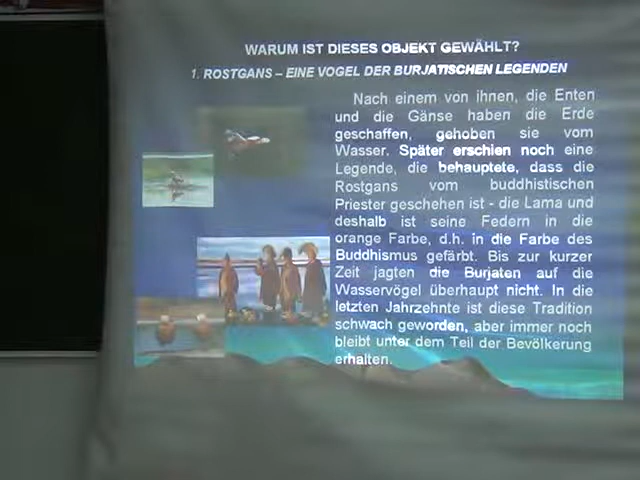 WARUM IST DIESES OBJEKT GEWÄHLT?
1. ROSTGANS – EINE VOGEL DER BURJATISCHEN LEGENDEN
Nach einem von ihnen, die Enten
und die Gänse haben die Erde
geschaffen, gehoben sie vom
Wasser. Später erschien noch eine
Legende, die behauptete, dass die
Rostgans vom buddhistischen
Priester geschehen ist - die Lama und
deshalb ist seine Federn in die
orange Farbe, d.h. in die Farbe des
Buddhismus gefärbt. Bis zur kurzer
Zeit jagten die Burjaten auf die
Wasservögel überhaupt nicht. In die
letzten Jahrzehnte ist diese Tradition
schwach geworden, aber immer noch
bleibt unter dem Teil der Bevölkerung
erhalten.